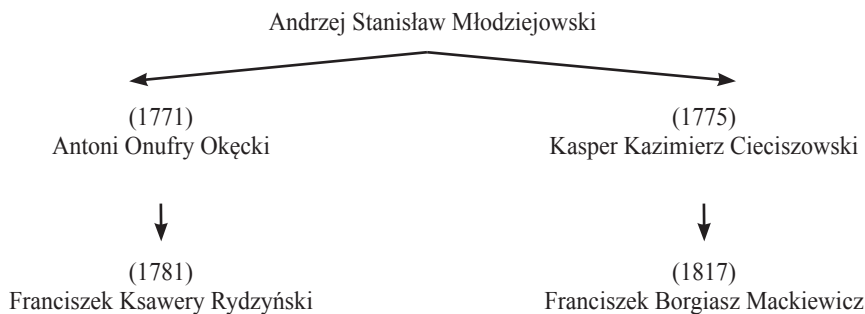 Andrzej Stanisław Młodziejowski
(1771)
Antoni Onufry Okęcki
(1775)
Kasper Kazimierz Cieciszowski
(1781)
Franciszek Ksawery Rydzyński
(1817)
Franciszek Borgiasz Mackiewicz